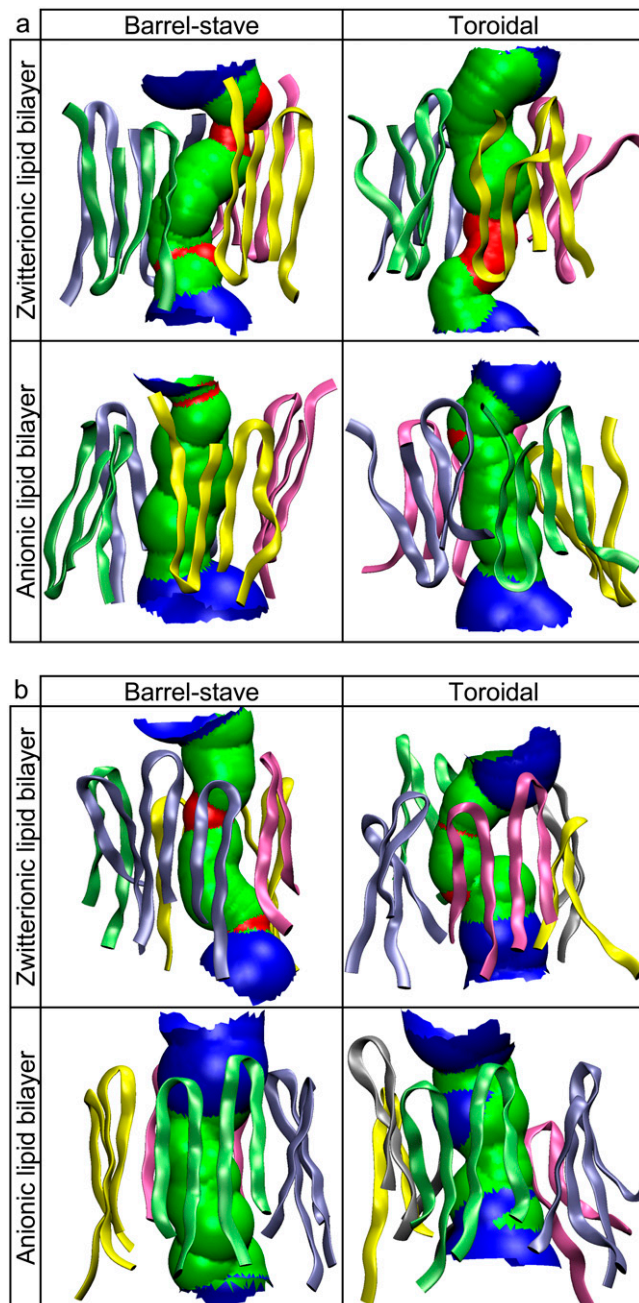 a
Barrel-stave
Toroidal
Zwitterionic lipid bilayer
Anionic lipid bilayer
b
Barrel-stave
Toroidal
Zwitterionic lipid bilayer
Anionic lipid bilayer